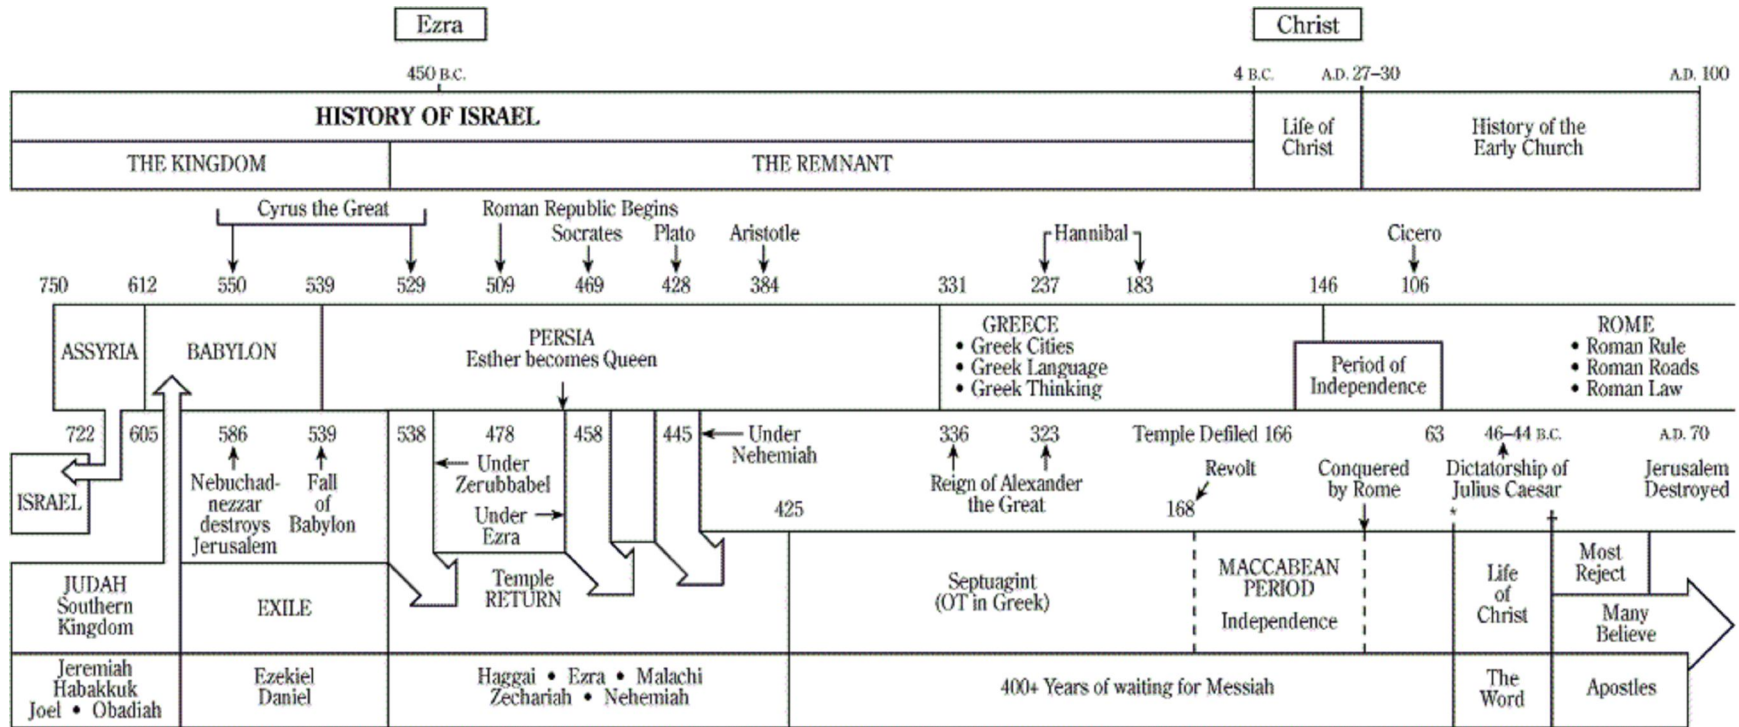 Ezra
Christ
450 B.C.
4 B.C.
A.D. 27–30
A.D. 100
HISTORY OF ISRAEL
Life of
Christ
History of the
Early Church
THE KINGDOM
THE REMNANT
Cyrus the Great
Roman Republic Begins
Socrates
Plato
Aristotle
Hannibal
Cicero
750
612
550
539
529
509
469
428
384
331
237
183
146
106
ASSYRIA
BABYLON
PERSIA
Esther becomes Queen
GREECE
• Greek Cities
• Greek Language
• Greek Thinking
Period of
Independence
ROME
• Roman Rule
• Roman Roads
• Roman Law
722
605
586
539
538
478
458
445
Under
Nehemiah
336
323
Temple Defiled 166
63
46–44 B.C.
A.D. 70
ISRAEL
Nebuchad-
nezzar
destroys
Jerusalem
Fall
of
Babylon
Under
Zerubbabel
Under
Ezra
425
Reign of Alexander
the Great
Revolt
168
Conquered
by Rome
Dictatorship of
Julius Caesar
Jerusalem
Destroyed
JUDAH
Southern
Kingdom
EXILE
Temple
RETURN
Septuagint
(OT in Greek)
MACCABEAN
PERIOD
Independence
Life
of
Christ
Most
Reject
Many
Believe
Jeremiah
Habakkuk
Joel • Obadiah
Ezekiel
Daniel
Haggai • Ezra • Malachi
Zechariah • Nehemiah
400+ Years of waiting for Messiah
The
Word
Apostles